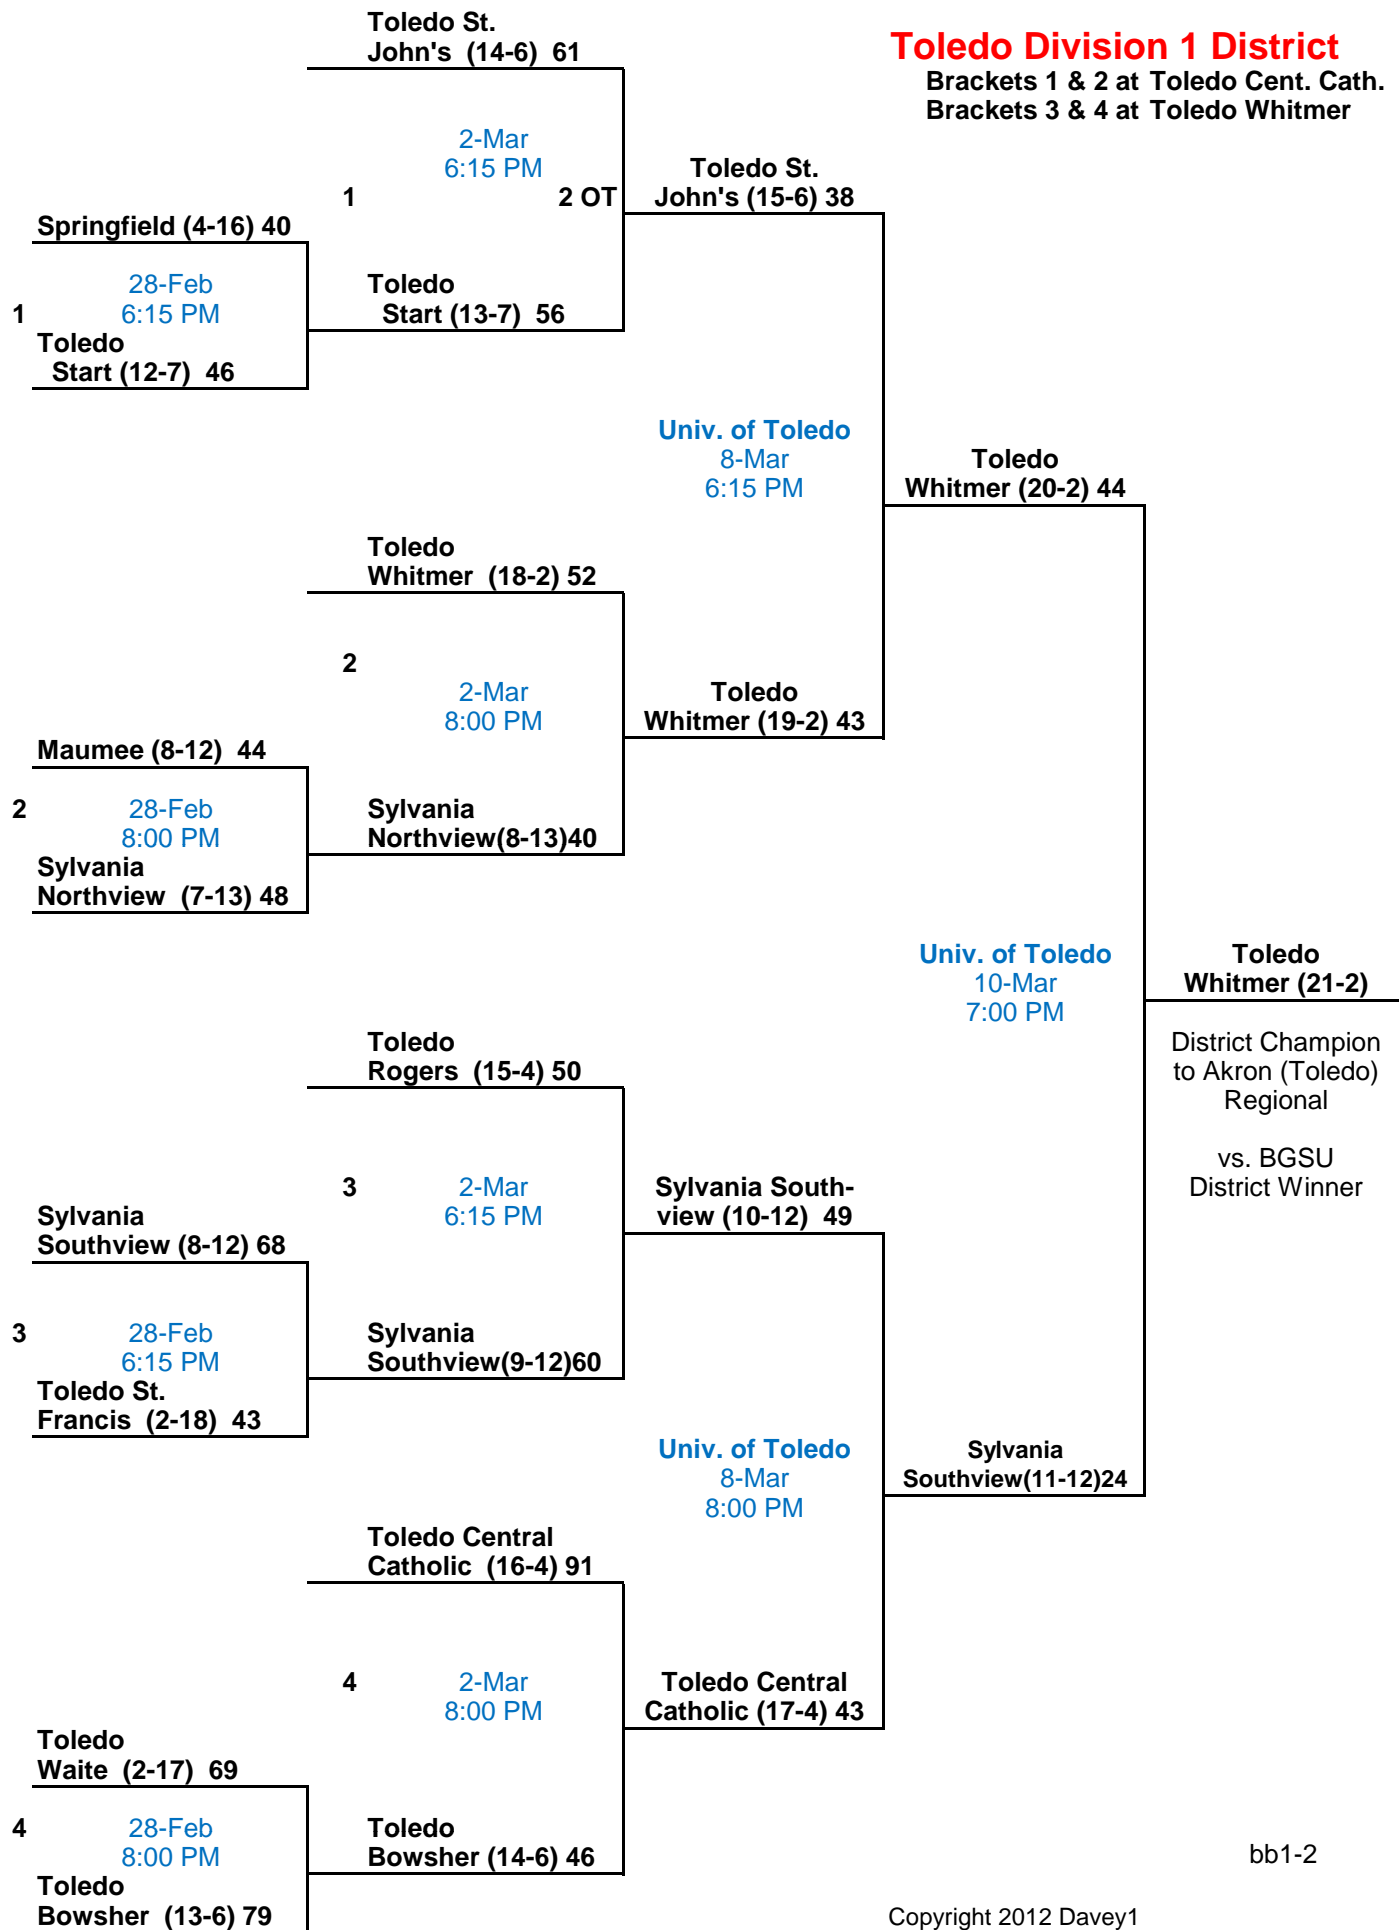 Toledo St.
John's (14-6) 61
Toledo Division 1 District
Brackets 1 & 2 at Toledo Cent. Cath.
Brackets 3 & 4 at Toledo Whitmer
2-Mar
6:15 PM
1 2 OT
Toledo St.
John's (15-6) 38
Springfield (4-16) 40
28-Feb
1 6:15 PM
Toledo
Start (12-7) 46
Toledo
Start (13-7) 56
Univ. of Toledo
8-Mar
6:15 PM
Toledo
Whitmer (20-2) 44
Toledo
Whitmer (18-2) 52
2
2-Mar
8:00 PM
Toledo
Whitmer (19-2) 43
Maumee (8-12) 44
2 28-Feb
8:00 PM
Sylvania
Northview (7-13) 48
Sylvania
Northview(8-13)40
Univ. of Toledo
10-Mar
7:00 PM
Toledo
Whitmer (21-2)
District Champion
to Akron (Toledo)
Regional
vs. BGSU
District Winner
Toledo
Rogers (15-4) 50
3 2-Mar
6:15 PM
Sylvania South-
view (10-12) 49
Sylvania
Southview (8-12) 68
3 28-Feb
6:15 PM
Toledo St.
Francis (2-18) 43
Sylvania
Southview(9-12)60
Univ. of Toledo
8-Mar
8:00 PM
Sylvania
Southview(11-12)24
Toledo Central
Catholic (16-4) 91
4 2-Mar
8:00 PM
Toledo Central
Catholic (17-4) 43
Toledo
Waite (2-17) 69
4 28-Feb
8:00 PM
Toledo
Bowsher (13-6) 79
Toledo
Bowsher (14-6) 46
bb1-2
Copyright 2012 Davey1